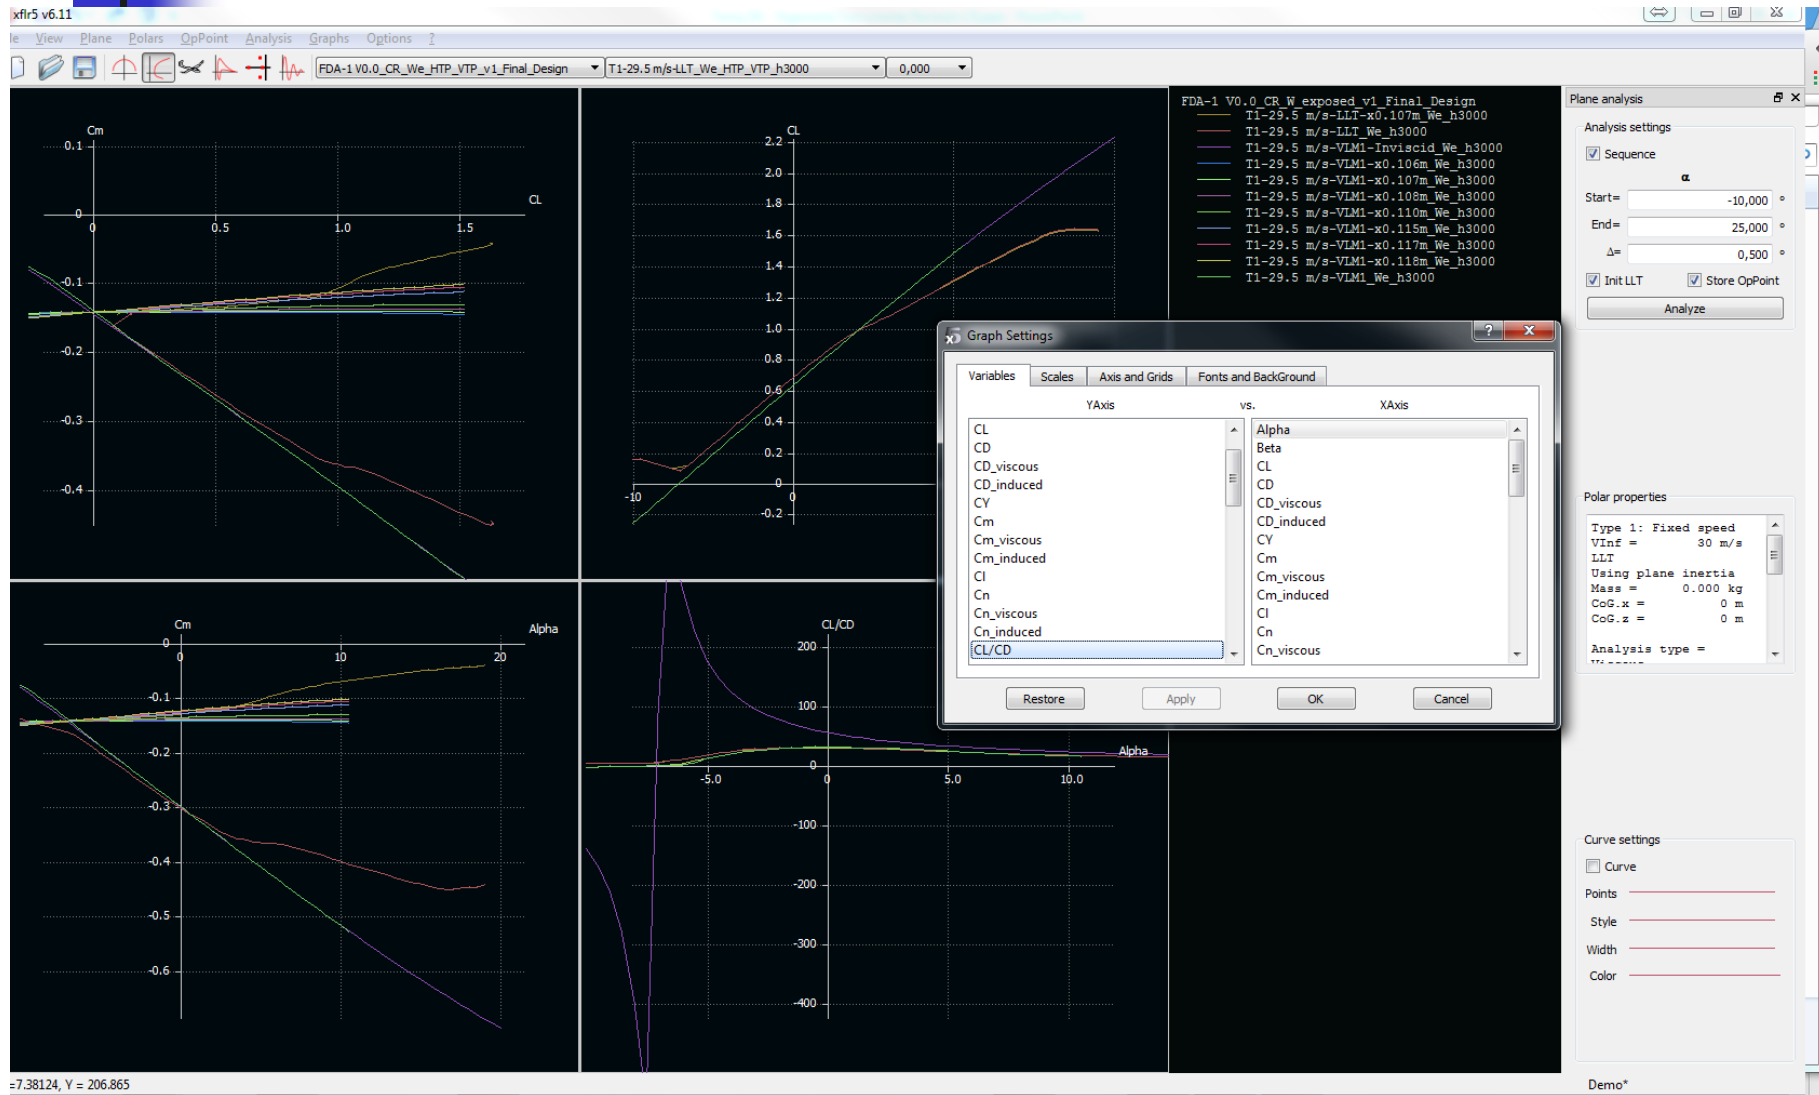 xflr5 v6.11
le View Plane Polars OpPoint Analysis Graphs Options ?
FDA-1 V0.0_CR_We_HTP_VTP_v1_Final_Design T1-29.5 m/s-LLT_We_HTP_VTP_h3000 0,000
Cm
0.1
CL
0
0 0.5 1.0 1.5
-0.1
-0.2
-0.3
-0.4
CL
2.2
2.0
1.8
1.6
1.4
1.2
1.0
0.8
0.6
0.4
0.2
0
-10 0
-0.2
FDA-1 V0.0_CR_W_exposed_v1_Final_Design
T1-29.5 m/s-LLT-x0.107m_We_h3000
T1-29.5 m/s-LLT_We_h3000
T1-29.5 m/s-VLM1-Inviscid_We_h3000
T1-29.5 m/s-VLM1-x0.106m_We_h3000
T1-29.5 m/s-VLM1-x0.107m_We_h3000
T1-29.5 m/s-VLM1-x0.108m_We_h3000
T1-29.5 m/s-VLM1-x0.110m_We_h3000
T1-29.5 m/s-VLM1-x0.115m_We_h3000
T1-29.5 m/s-VLM1-x0.117m_We_h3000
T1-29.5 m/s-VLM1-x0.118m_We_h3000
T1-29.5 m/s-VLM1_We_h3000
Graph Settings
Variables Scales Axis and Grids Fonts and BackGround
YAxis vs. XAxis
CL Alpha
CD Beta
CD_viscous CL
CD_induced CD
CY CD_viscous
Cm CD_induced
Cm_viscous CY
Cm_induced Cm
Cl Cm_viscous
Cn Cm_induced
Cn_viscous Cl
Cn_induced Cn
CL/CD Cn_viscous
Restore Apply OK Cancel
Cm
Alpha
0
0 10 20
-0.1
-0.2
-0.3
-0.4
-0.5
-0.6
CL/CD
200
100
Alpha
0
-5.0 0 5.0 10.0
-100
-200
-300
-400
Plane analysis
Analysis settings
Sequence
α
Start= -10,000 °
End= 25,000 °
Δ= 0,500 °
Init LLT Store OpPoint
Analyze
Polar properties
Type 1: Fixed speed
VInf = 30 m/s
LLT
Using plane inertia
Mass = 0.000 kg
CoG.x = 0 m
CoG.z = 0 m
Analysis type =
Curve settings
Curve
Points
Style
Width
Color
=7.38124, Y = 206.865
Demo*